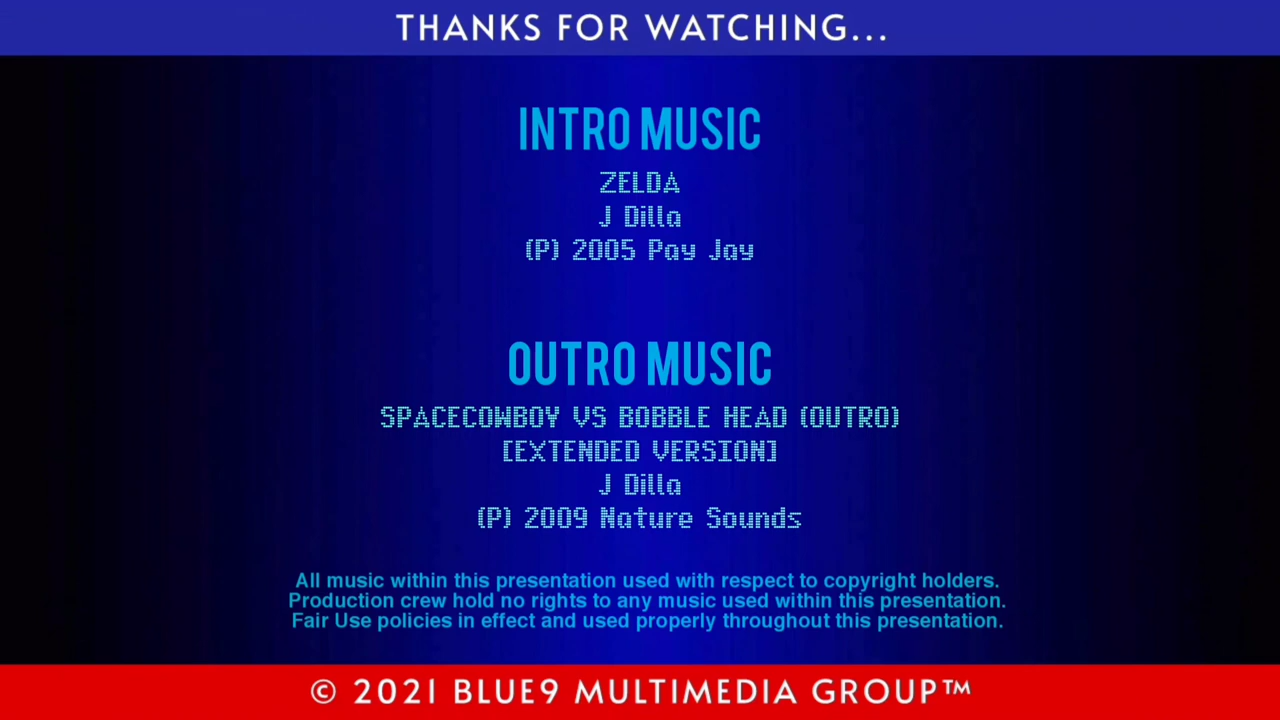 THANKS FOR WATCHING...
INTRO MUSIC
ZELDA
J Dilla
(P) 2005 Pay Jay
OUTRO MUSIC
SPACECOWBOY VS BOBBLE HEAD (OUTRO)
[EXTENDED VERSION]
J Dilla
(P) 2009 Nature Sounds
All music within this presentation used with respect to copyright holders.
Production crew hold no rights to any music used within this presentation.
Fair Use policies in effect and used properly throughout this presentation.
© 2021 BLUE9 MULTIMEDIA GROUP™